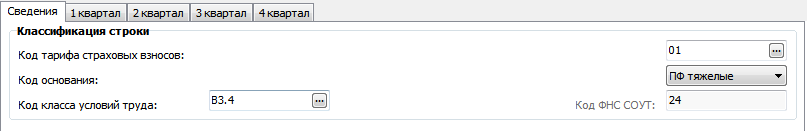 Сведения 1 квартал 2 квартал 3 квартал 4 квартал
Классификация строки
Код тарифа страховых взносов: 01 ...
Код основания: ПФ тяжелые
Код класса условий труда: В3.4 ... Код ФНС СОУТ: 24